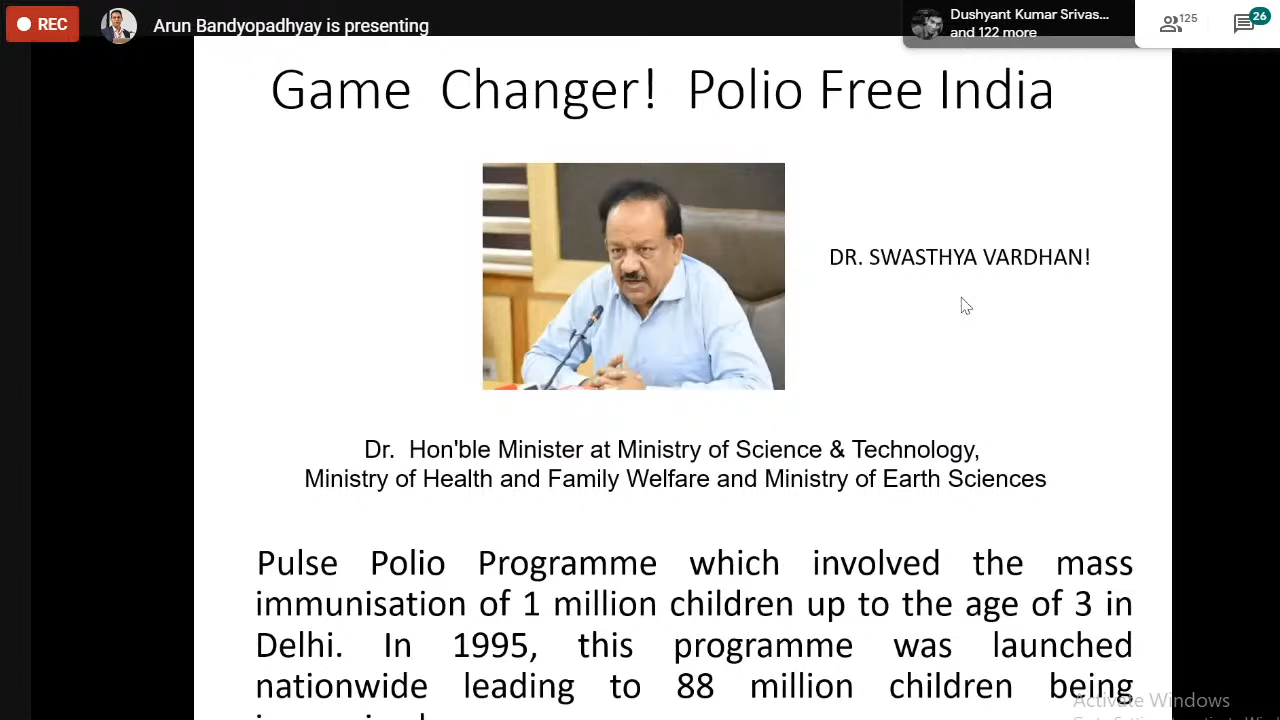 REC
Arun Bandyopadhyay is presenting
Dushyant Kumar Srivas...
and 122 more
125
26
Game Changer! Polio Free India
DR. SWASTHYA VARDHAN!
Dr. Hon'ble Minister at Ministry of Science & Technology,
Ministry of Health and Family Welfare and Ministry of Earth Sciences
Pulse Polio Programme which involved the mass
immunisation of 1 million children up to the age of 3 in
Delhi. In 1995, this programme was launched
nationwide leading to 88 million children being
Activate Windows